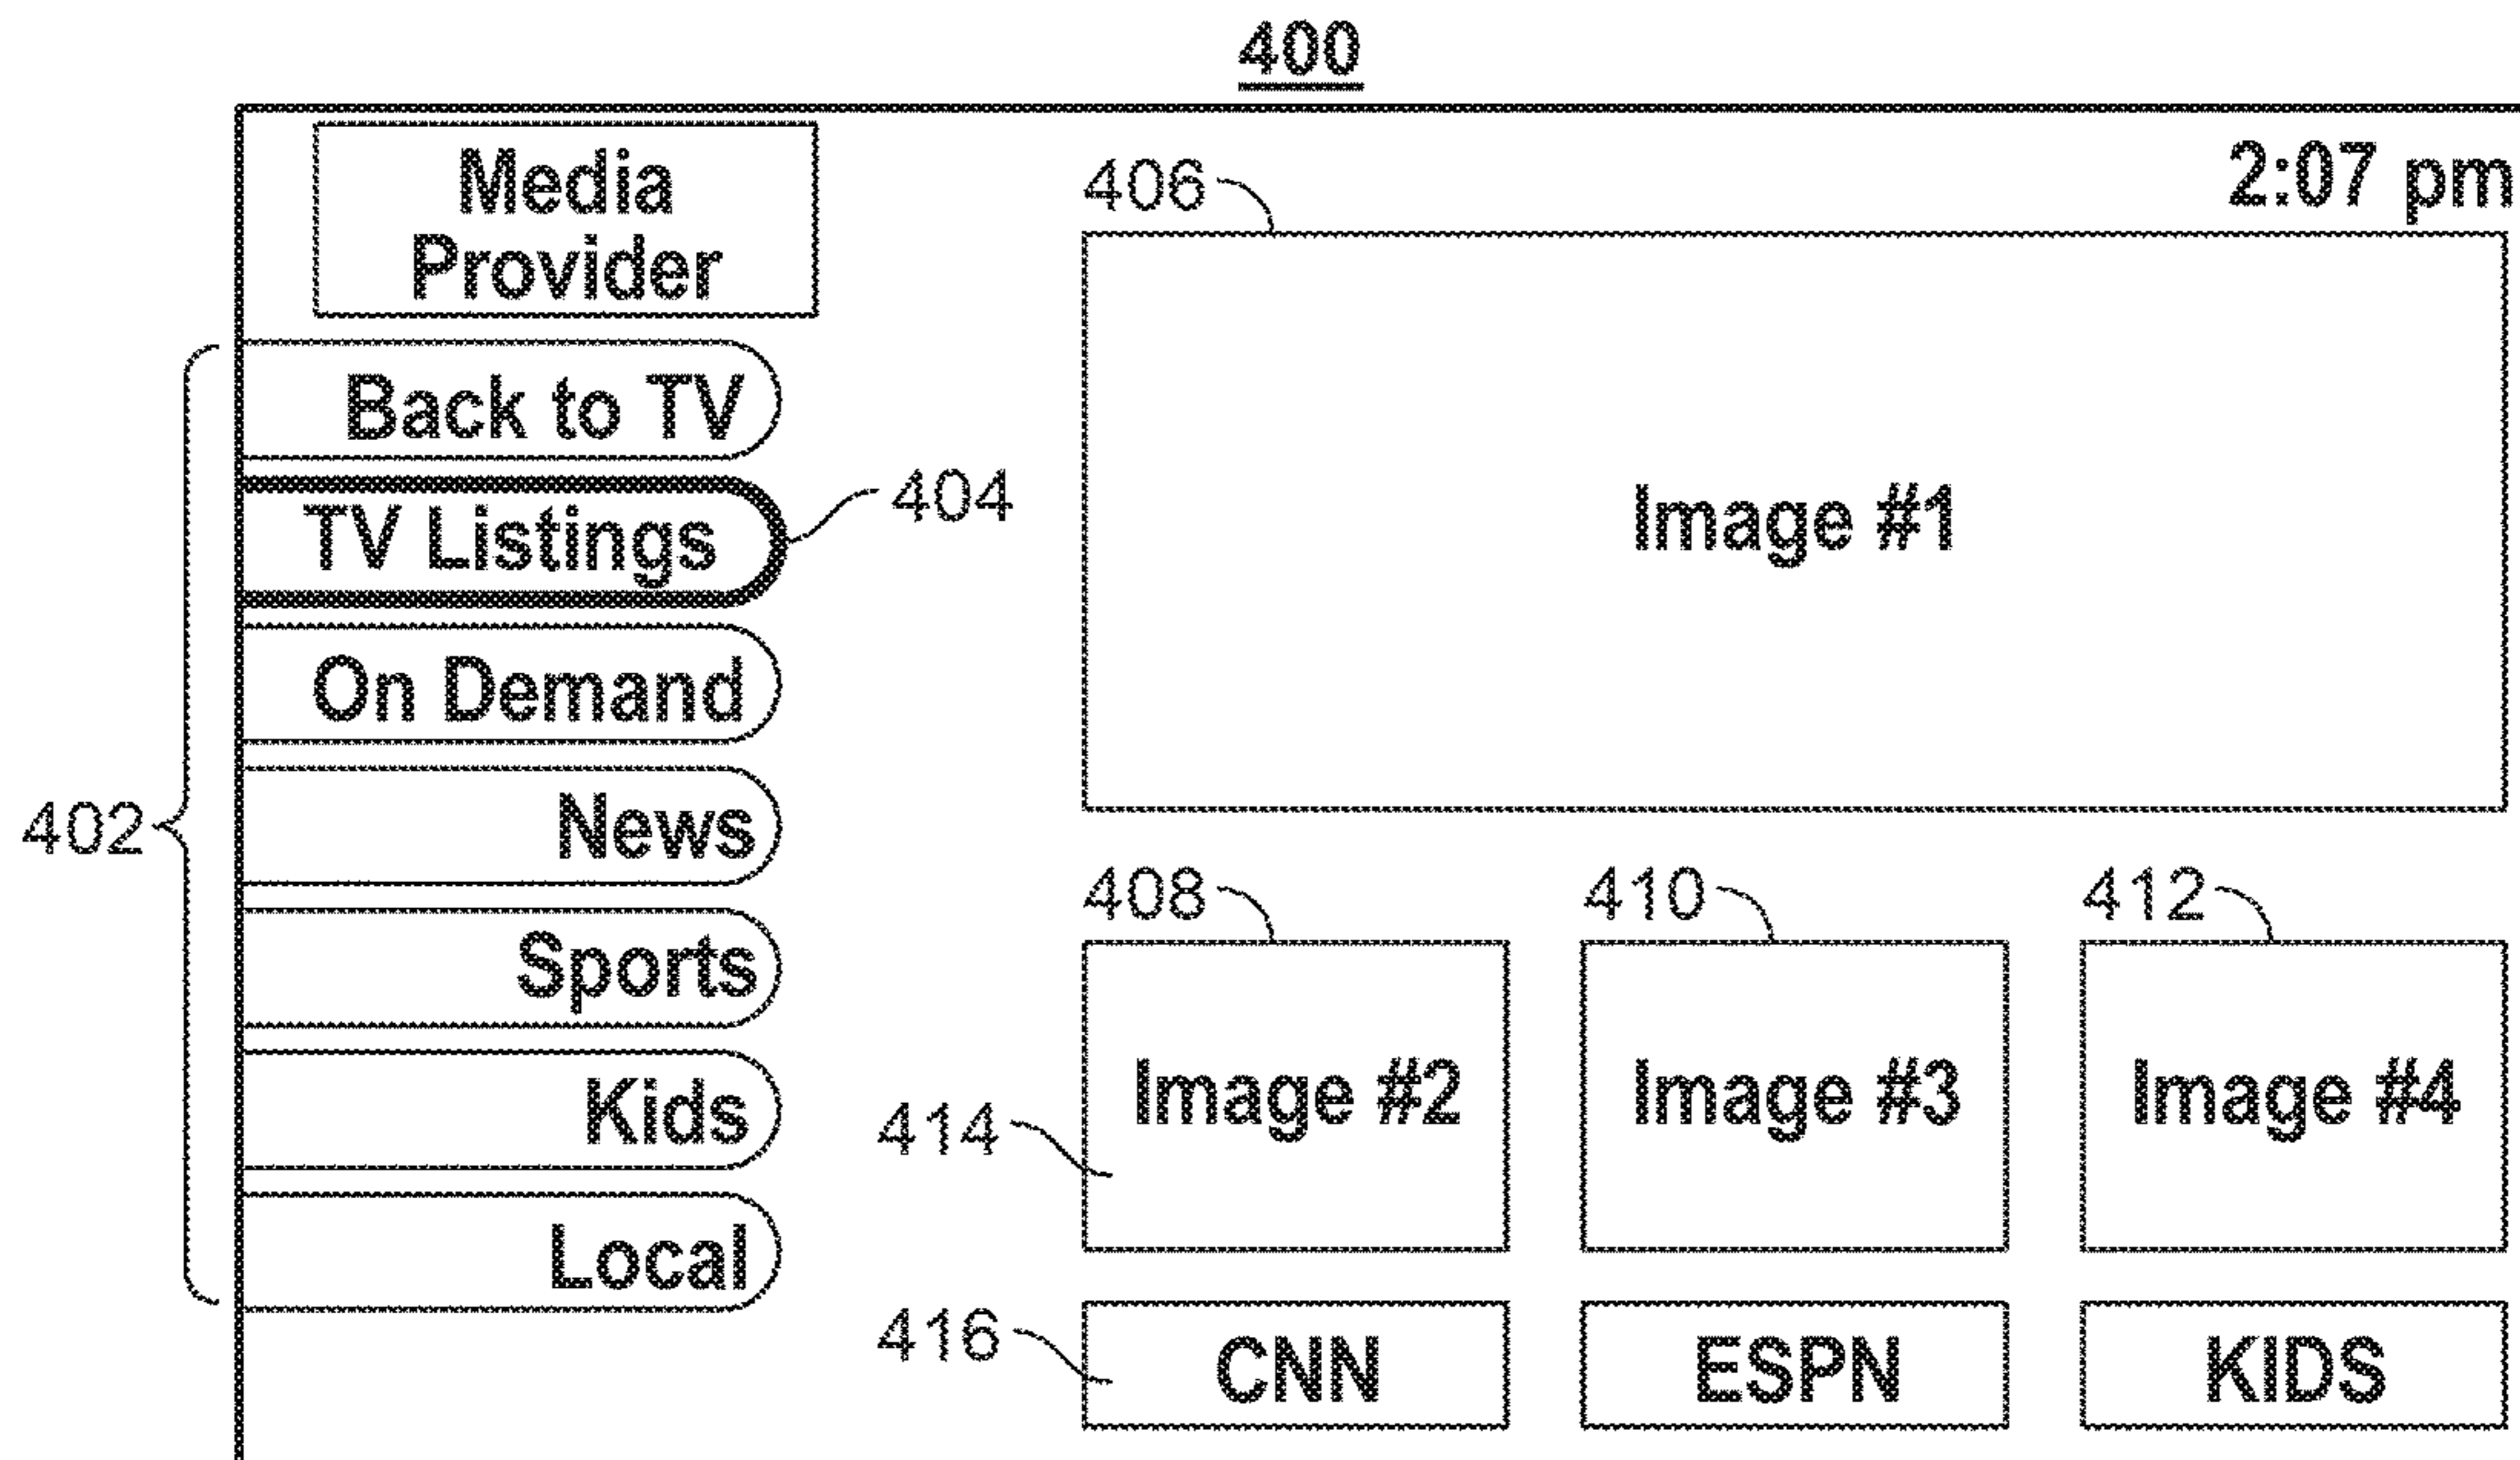 400
Media
Provider
2:07 pm
406
Back to TV
TV Listings
404
Image #1
On Demand
News
402
408
410
412
Sports
Image #2
Image #3
Image #4
Kids
414
Local
416
CNN
ESPN
KIDS